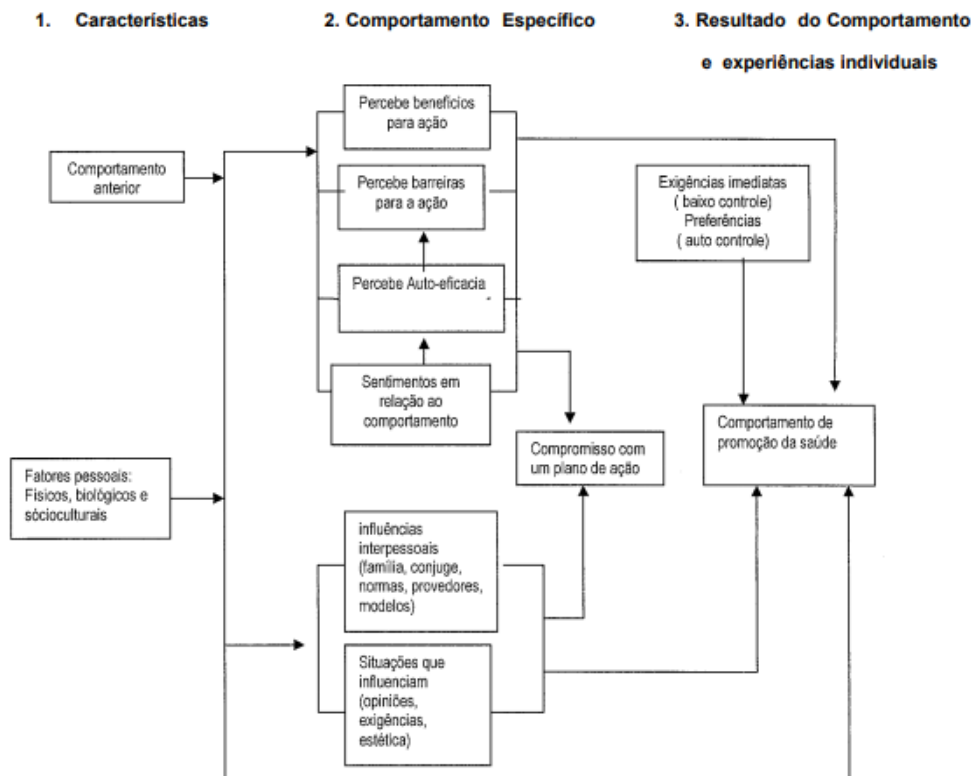 1. Características
2. Comportamento Específico
3. Resultado do Comportamento
e experiências individuais
Comportamento
anterior
Fatores pessoais:
Físicos, biológicos e
sòcioculturais
Percebe benefícios
para ação
Percebe barreiras
para a ação
Percebe Auto-eficacia
Sentimentos em
relação ao
comportamento
influências
interpessoais
(família, conjuge,
normas, provedores,
modelos)
Situações que
influenciam
(opiniões,
exigências,
estética)
Compromisso com
um plano de ação
Exigências imediatas
( baixo controle)
Preferências
( auto controle)
Comportamento de
promoção da saúde